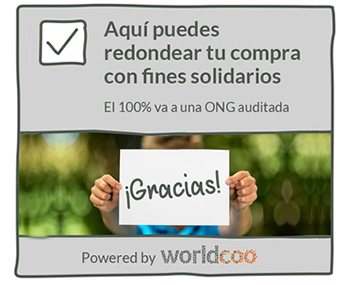 Aquí puedes
redondear tu compra
con fines solidarios
El 100% va a una ONG auditada
¡Gracias!
Powered by worldcoo